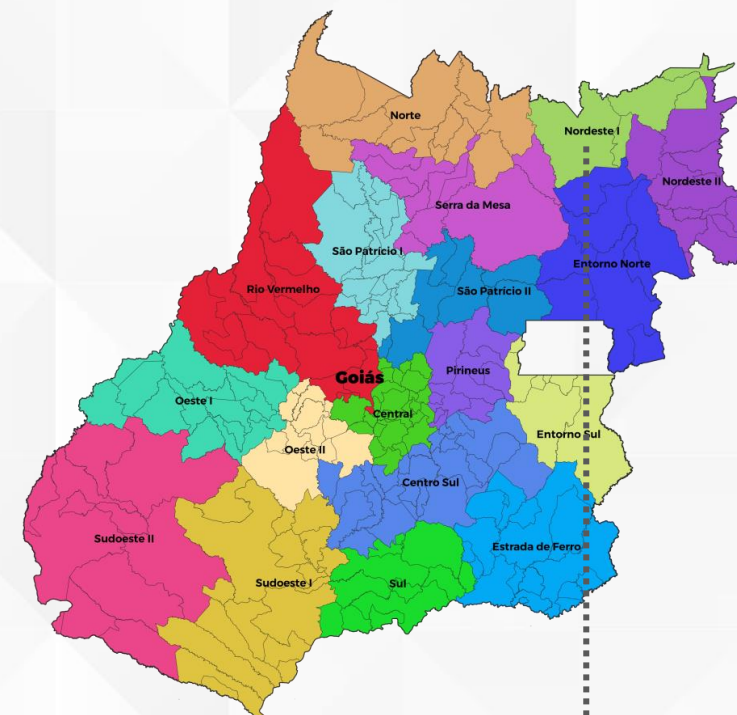 Norte
Nordeste I
Nordeste II
Serra da Mesa
São Patrício I
Entorno Norte
Rio Vermelho
São Patrício II
Goiás
Pirineus
Oeste I
Central
Entorno Sul
Oeste II
Centro Sul
Sudoeste II
Estrada de Ferro
Sudoeste I
Sul